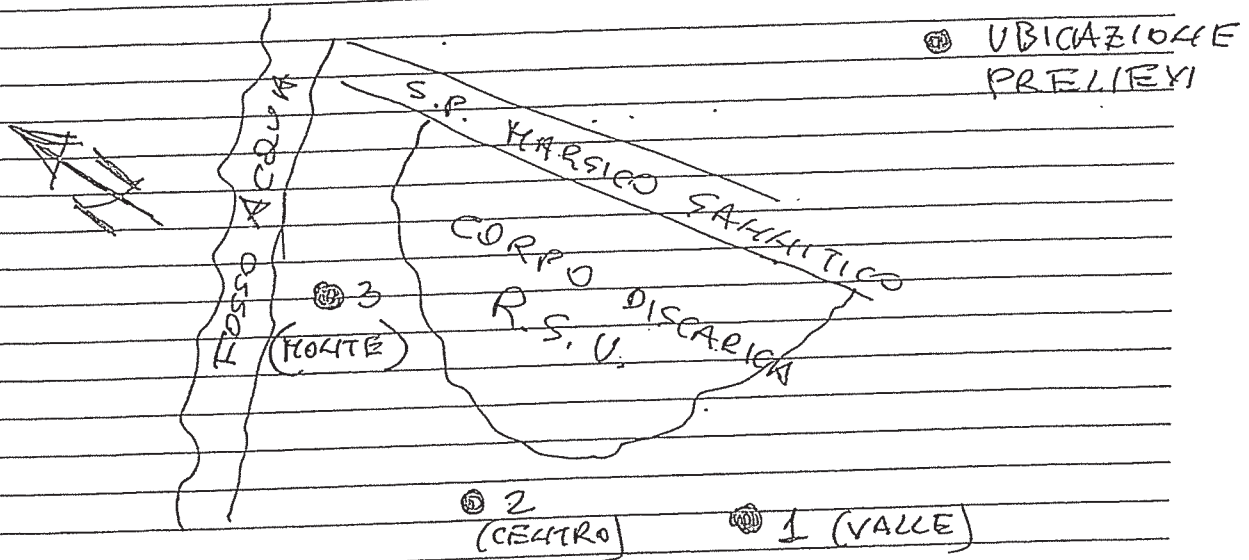 UBICAZIONE
PRELIEVI
FOSSO ACQUA
S.P. MARSICO SANNITICO
CORPO DISCARICA
R.S.U.
3
(MONTE)
2
(CENTRO)
1 (VALLE)